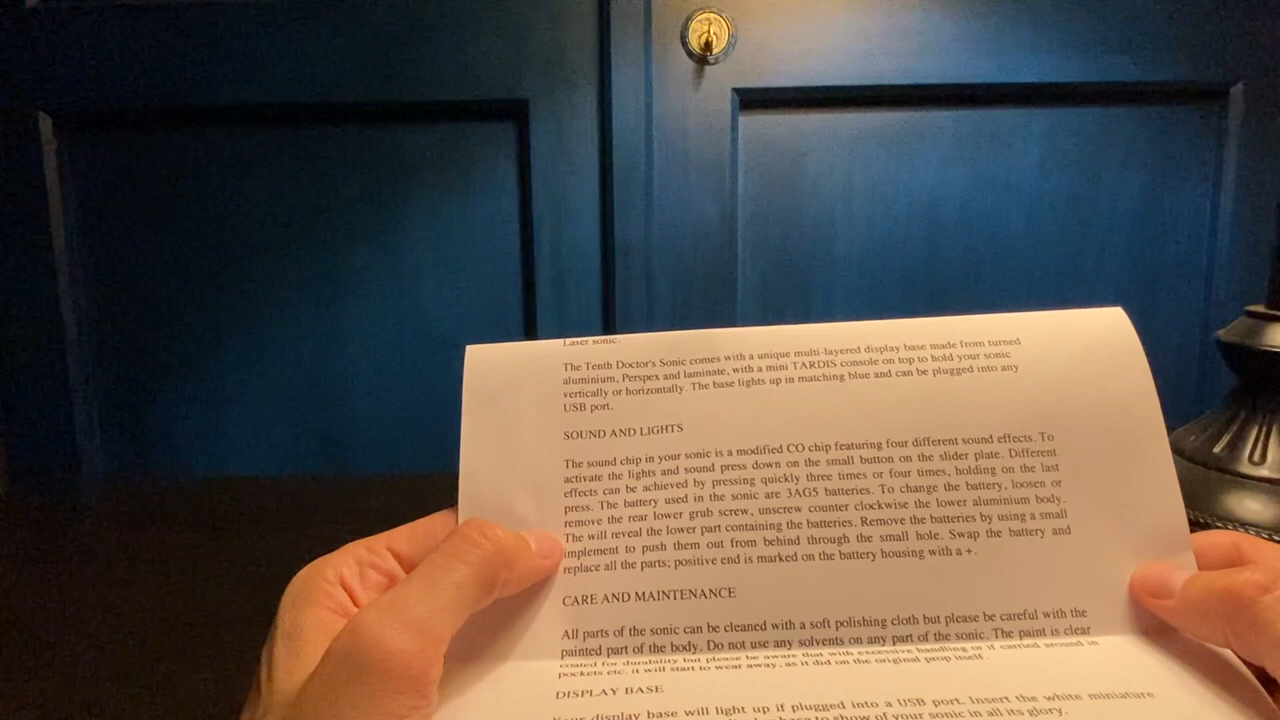 Laser sonic.
The Tenth Doctor's Sonic comes with a unique multi-layered display base made from turned
aluminium, Perspex and laminate, with a mini TARDIS console on top to hold your sonic
vertically or horizontally. The base lights up in matching blue and can be plugged into any
USB port.
SOUND AND LIGHTS
The sound chip in your sonic is a modified CO chip featuring four different sound effects. To
activate the lights and sound press down on the small button on the slider plate. Different
effects can be achieved by pressing quickly three times or four times, holding on the last
press. The battery used in the sonic are 3AG5 batteries. To change the battery, loosen or
remove the rear lower grub screw, unscrew counter clockwise the lower aluminium body.
The will reveal the lower part containing the batteries. Remove the batteries by using a small
implement to push them out from behind through the small hole. Swap the battery and
replace all the parts; positive end is marked on the battery housing with a +.
CARE AND MAINTENANCE
All parts of the sonic can be cleaned with a soft polishing cloth but please be careful with the
painted part of the body. Do not use any solvents on any part of the sonic. The paint is clear
coated for durability but please be aware that with excessive handling or if carried around in
pockets etc. it will start to wear away, as it did on the original prop itself.
DISPLAY BASE
Your display base will light up if plugged into a USB port. Insert the white miniature
base to show of your sonic in all its glory.